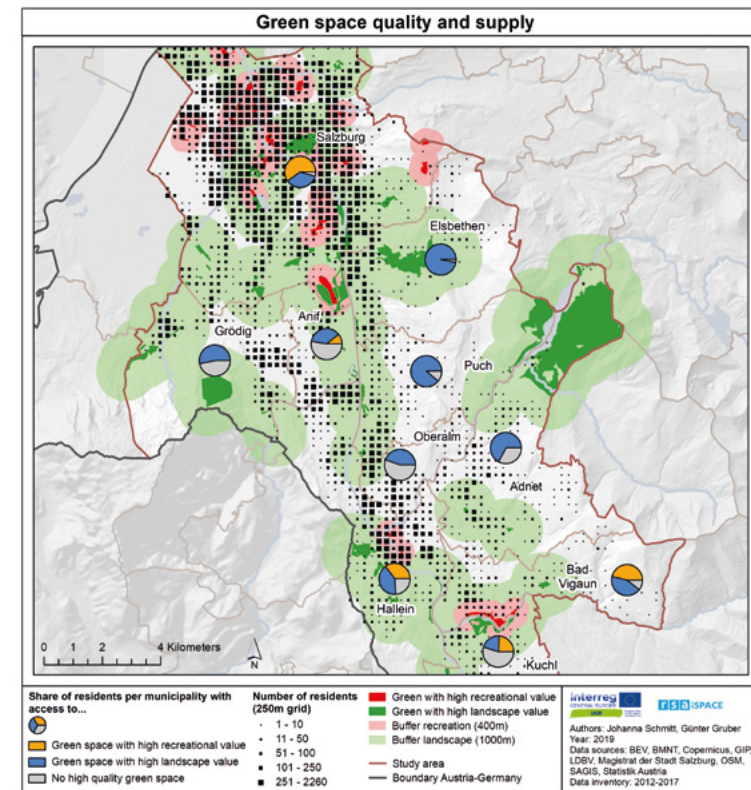 Green space quality and supply
Salzburg
Elsbethen
Anif
Grödig
Puch
Oberalm
Adnet
Bad
Vigaun
Hallein
Kuchl
0 1 2 4 Kilometers
N
Share of residents per municipality with
access to...
Green space with high recreational value
Green space with high landscape value
No high quality green space
Number of residents
(250m grid)
1 - 10
11 - 50
51 - 100
101 - 250
251 - 2260
Green with high recreational value
Green with high landscape value
Buffer recreation (400m)
Buffer landscape (1000m)
Study area
Boundary Austria-Germany
interreg
CENTRAL EUROPE
rsa iSPACE
Authors: Johanna Schmitt, Günter Gruber
Year: 2019
Data sources: BEV, BMNT, Copernicus, GIP,
LDBV, Magistrat der Stadt Salzburg, OSM,
SAGIS, Statistik Austria
Data inventory: 2012-2017